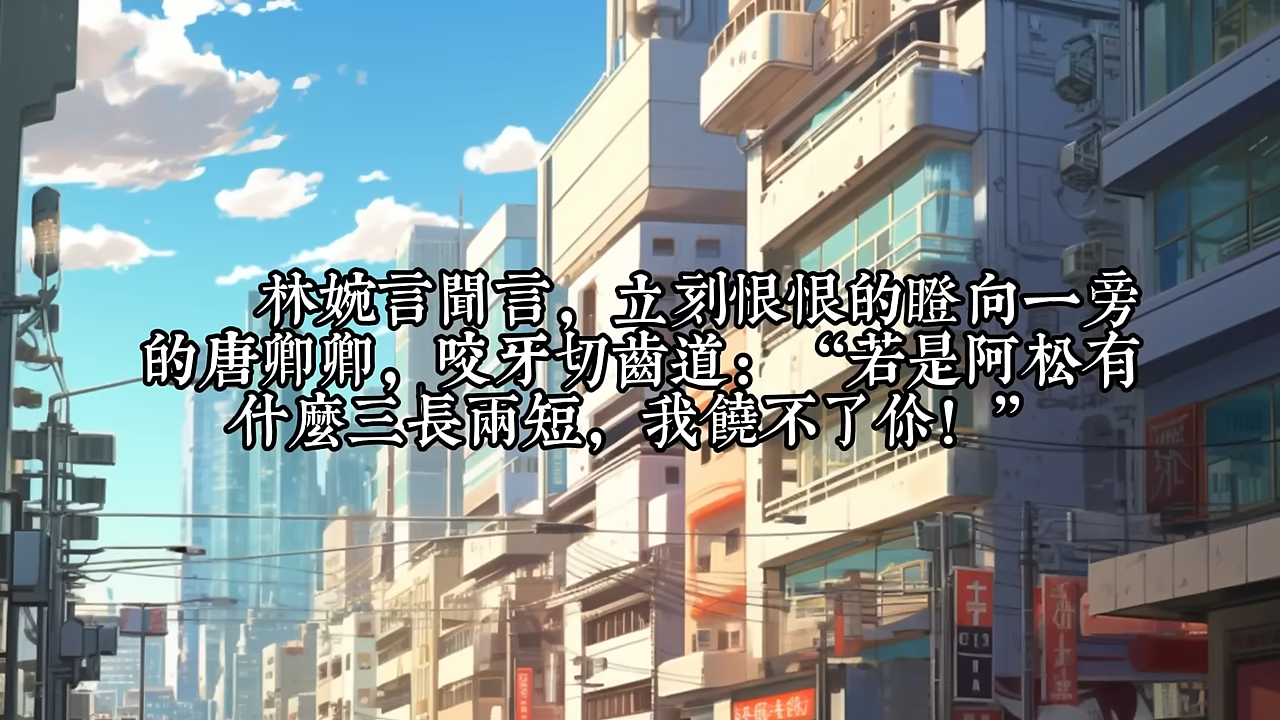 林婉言聞言，立刻恨恨的瞪向一旁
的唐卿卿，咬牙切齒道：“若是阿松有
什麼三長兩短，我饒不了你！”